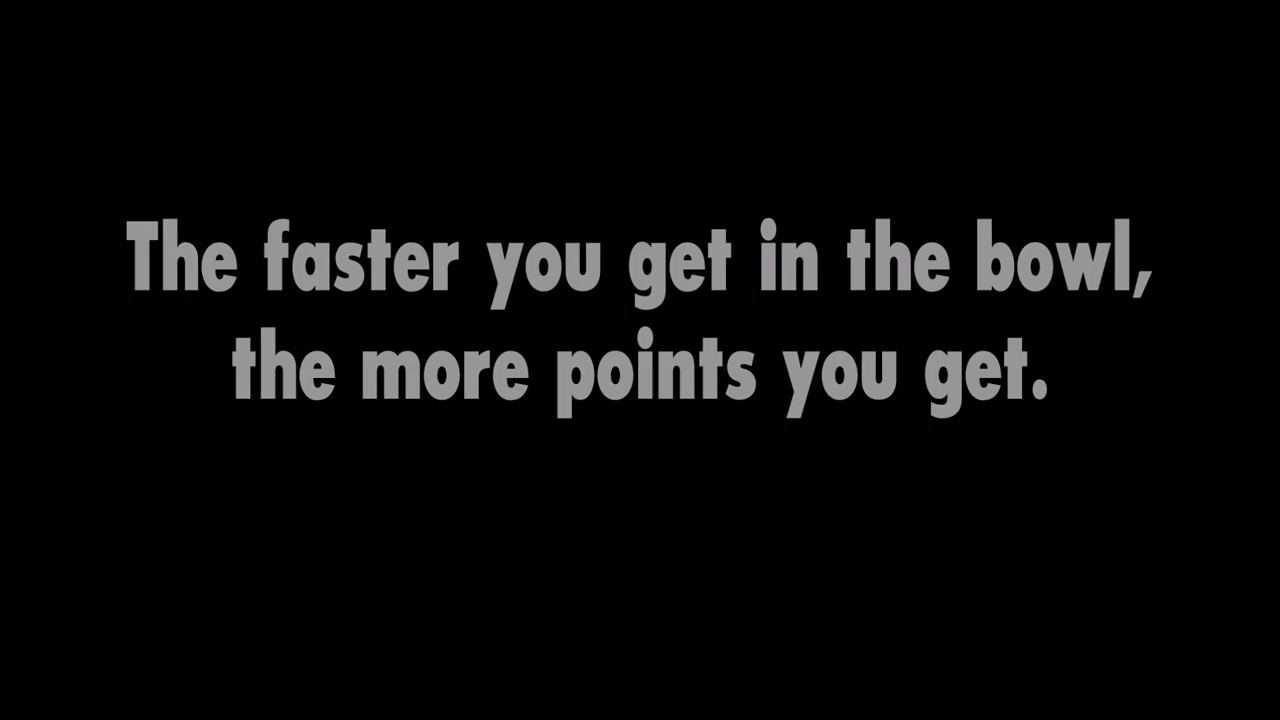 The faster you get in the bowl,
the more points you get.